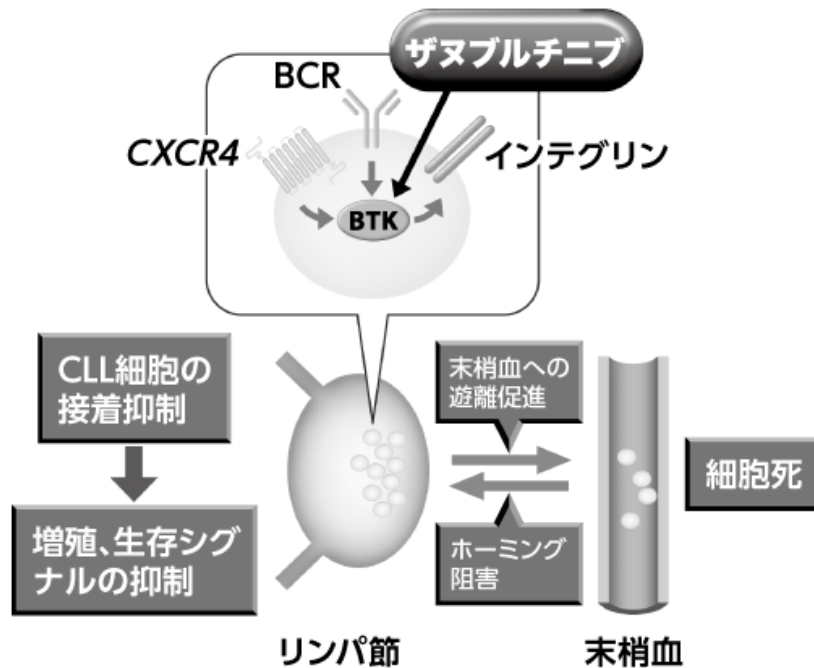 ザヌブルチニブ
BCR
CXCR4
インテグリン
BTK
CLL細胞の
接着抑制
増殖、生存シグ
ナルの抑制
末梢血への
遊離促進
ホーミング
阻害
細胞死
リンパ節
末梢血